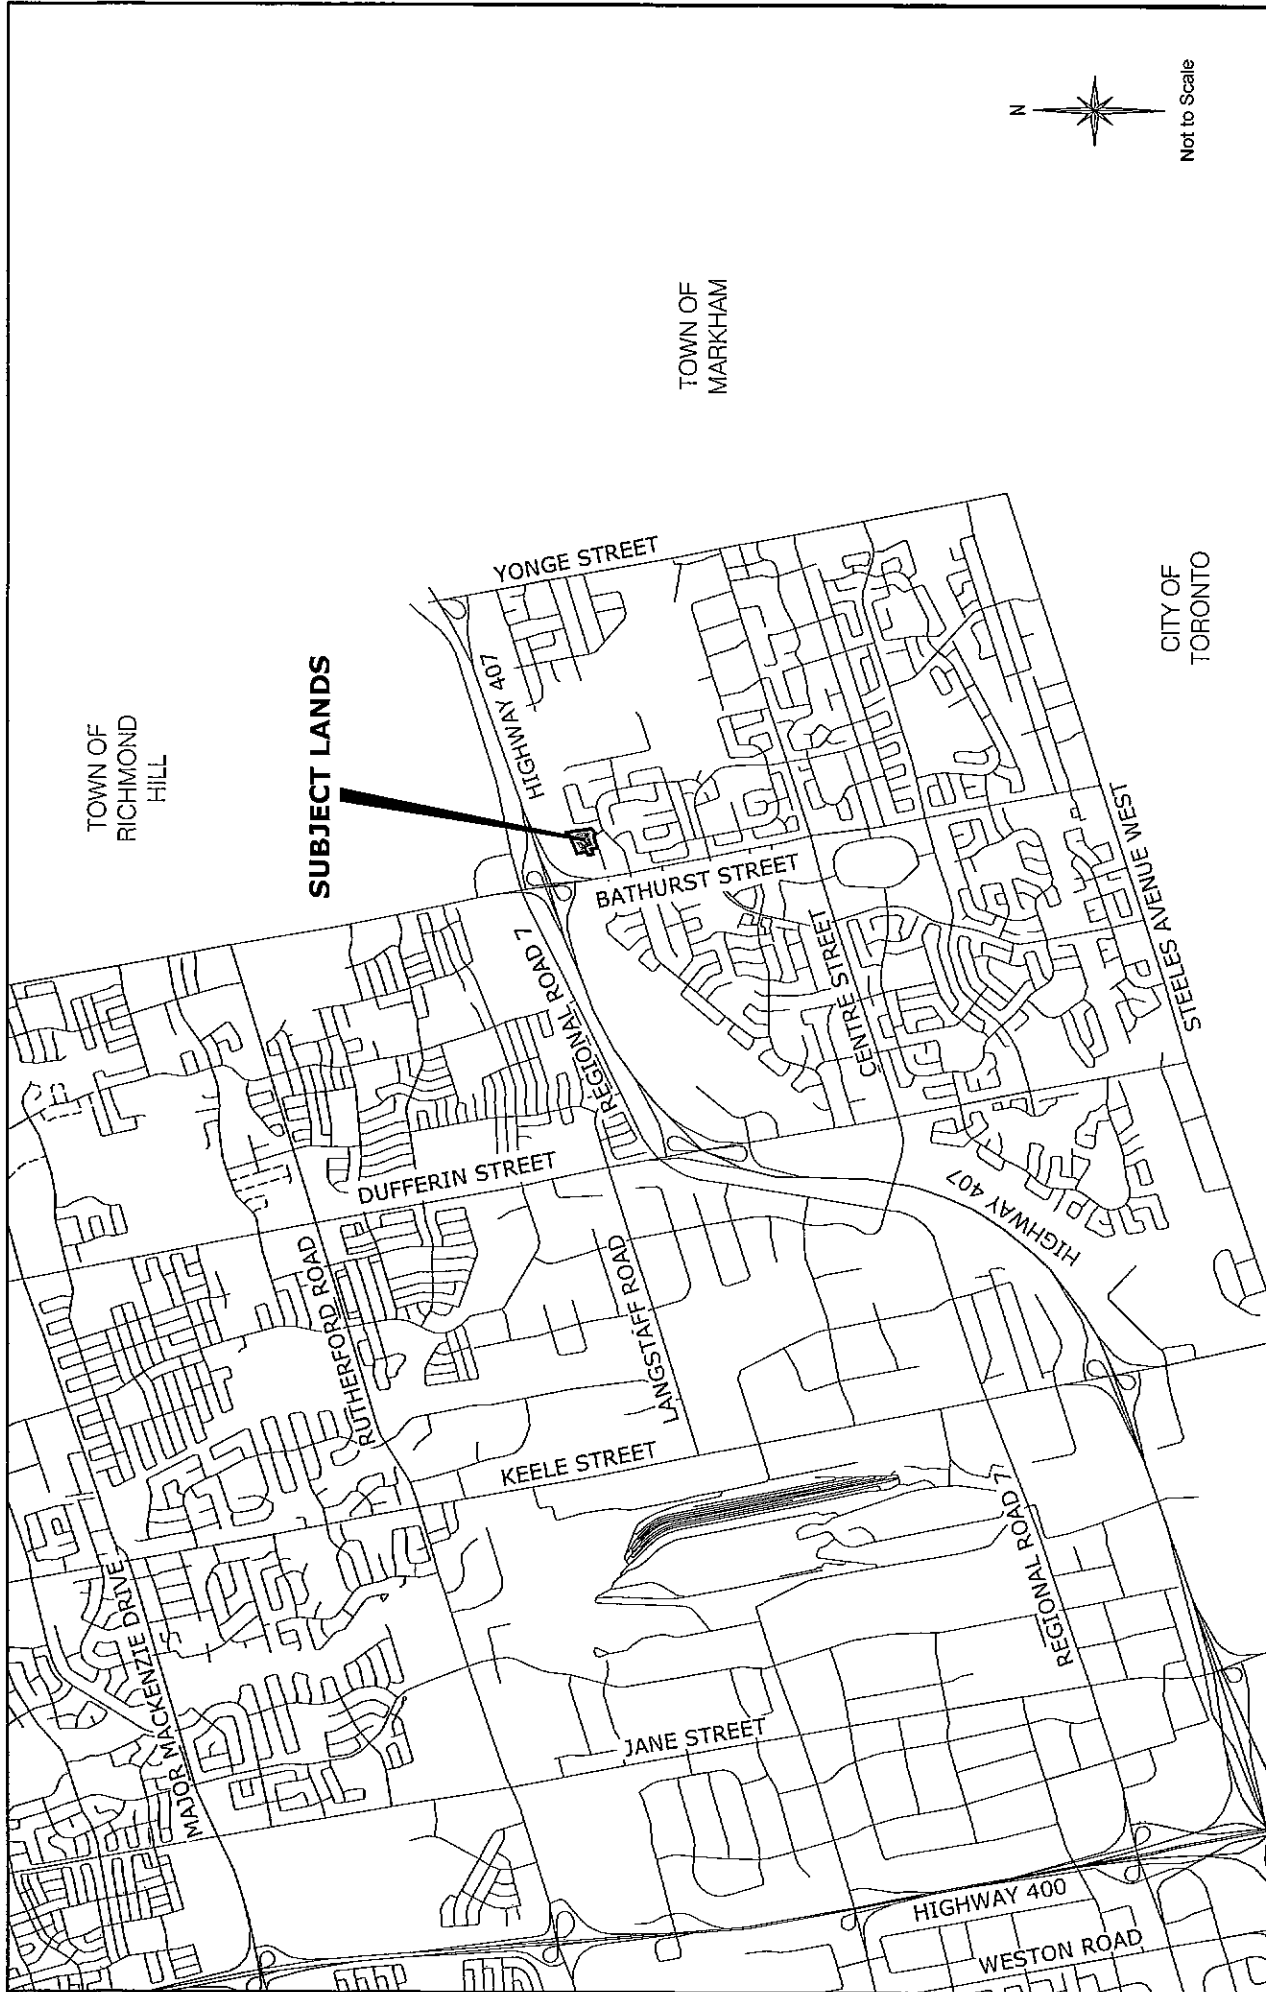 TOWN OF
RICHMOND
HILL
SUBJECT LANDS
N
Not to Scale
TOWN OF
MARKHAM
CITY OF
TORONTO
YONGE STREET
HIGHWAY 407
BATHURST STREET
REGIONAL ROAD 7
CENTRE STREET
STEELES AVENUE WEST
DUFFERIN STREET
HIGHWAY 407
RUTHERFORD ROAD
LANGSTAFF ROAD
KEELE STREET
MAJOR MACKENZIE DRIVE
REGIONAL ROAD 7
JANE STREET
HIGHWAY 400
WESTON ROAD